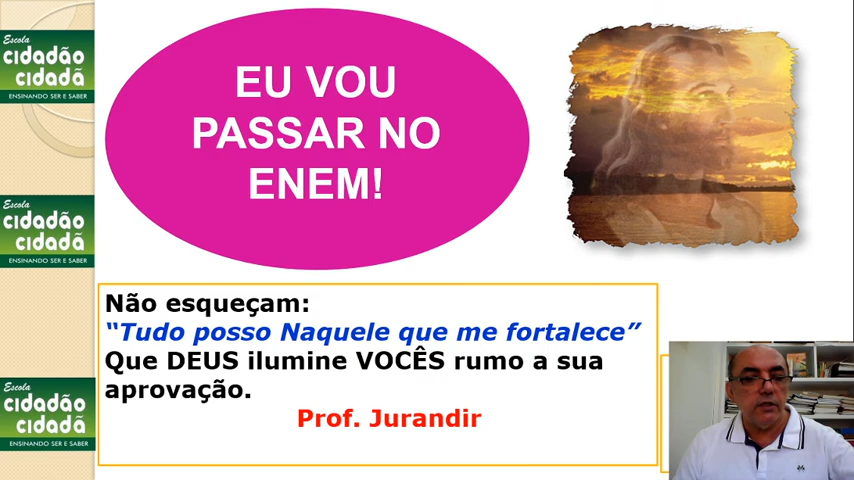 Escola
cidadão
cidadã
ENSINANDO SER E SABER
EU VOU
PASSAR NO
ENEM!
Escola
cidadão
cidadã
ENSINANDO SER E SABER
Não esqueçam:
“Tudo posso Naquele que me fortalece”
Que DEUS ilumine VOCÊS rumo a sua
aprovação.
Prof. Jurandir
Escola
cidadão
cidadã
ENSINANDO SER E SABER